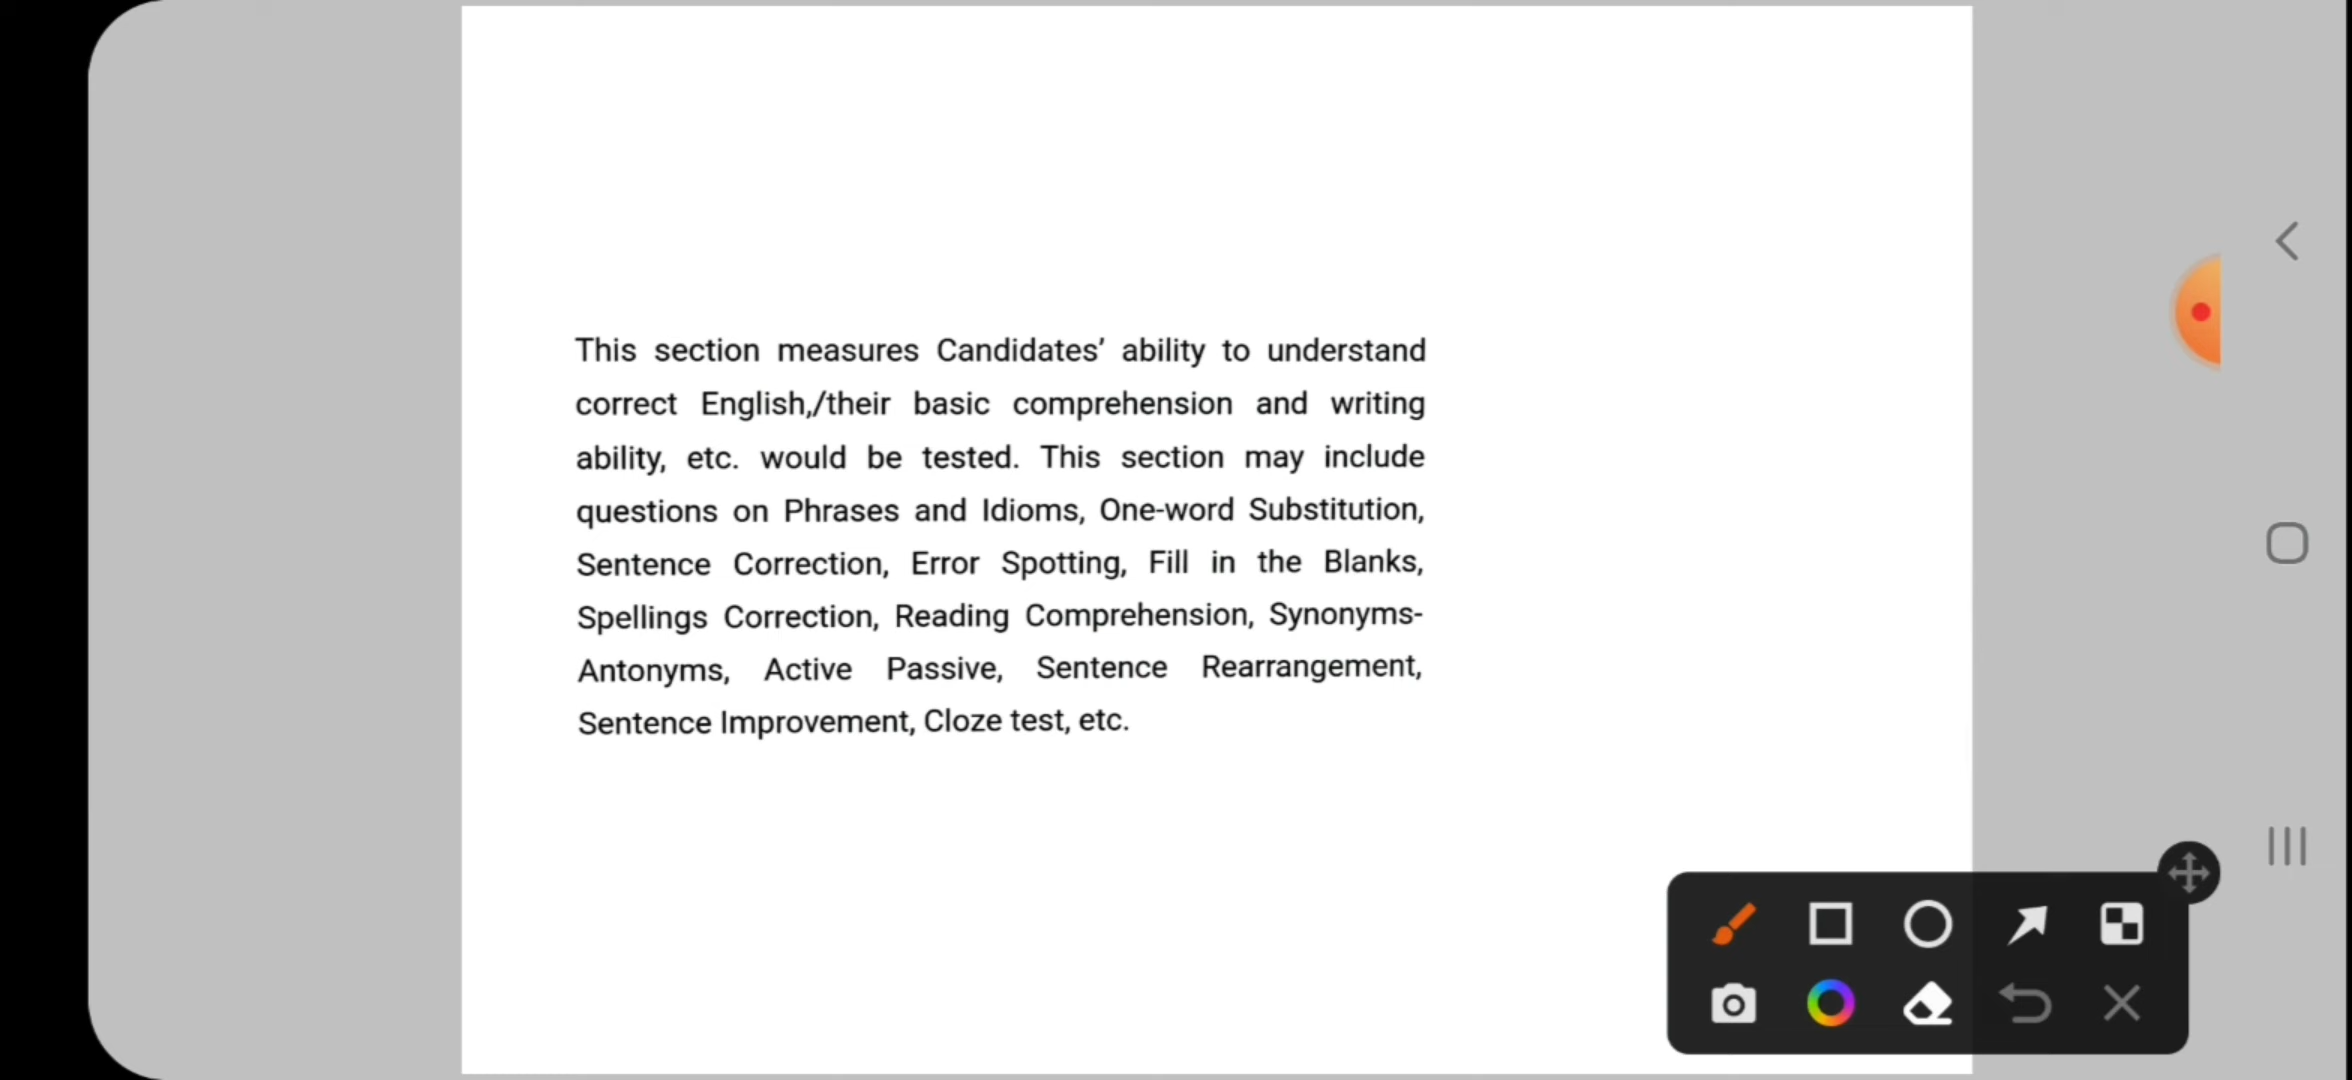 This section measures Candidates’ ability to understand
correct English,/their basic comprehension and writing
ability, etc. would be tested. This section may include
questions on Phrases and Idioms, One-word Substitution,
Sentence Correction, Error Spotting, Fill in the Blanks,
Spellings Correction, Reading Comprehension, Synonyms-
Antonyms, Active Passive, Sentence Rearrangement,
Sentence Improvement, Cloze test, etc.